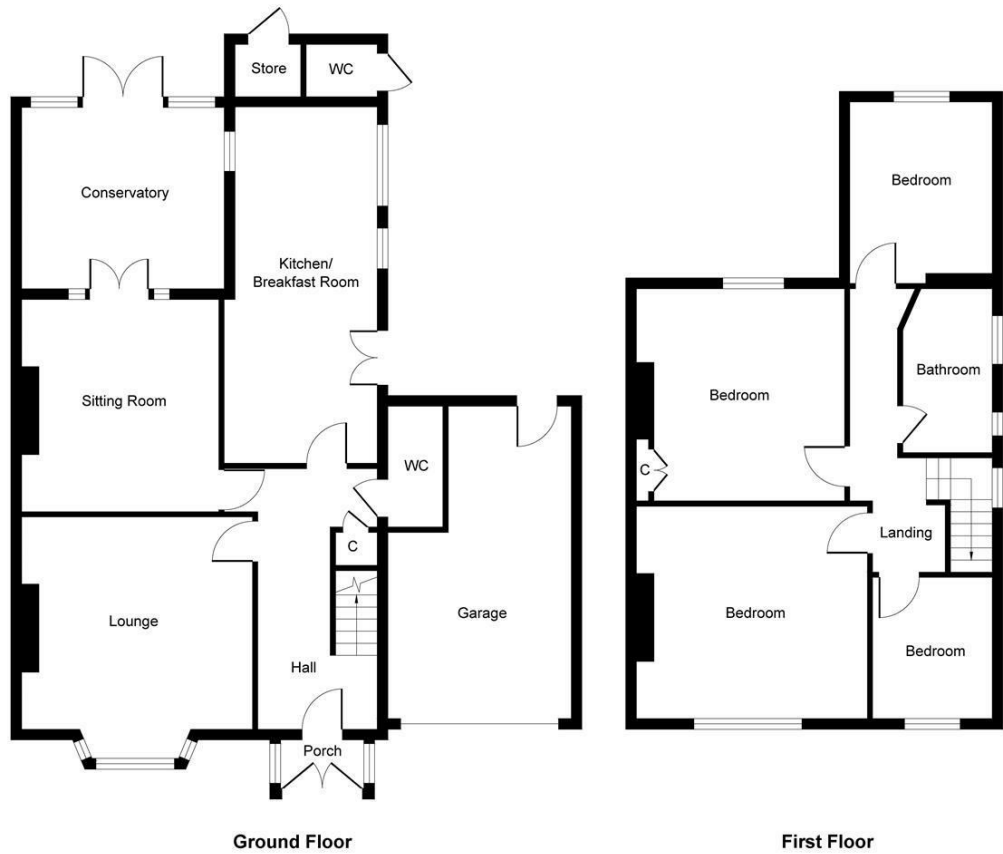 Store
WC
Conservatory
Kitchen/
Breakfast Room
Sitting Room
WC
C
Lounge
Garage
Hall
Porch
Ground Floor
Bedroom
Bedroom
Bathroom
C
Landing
Bedroom
Bedroom
First Floor